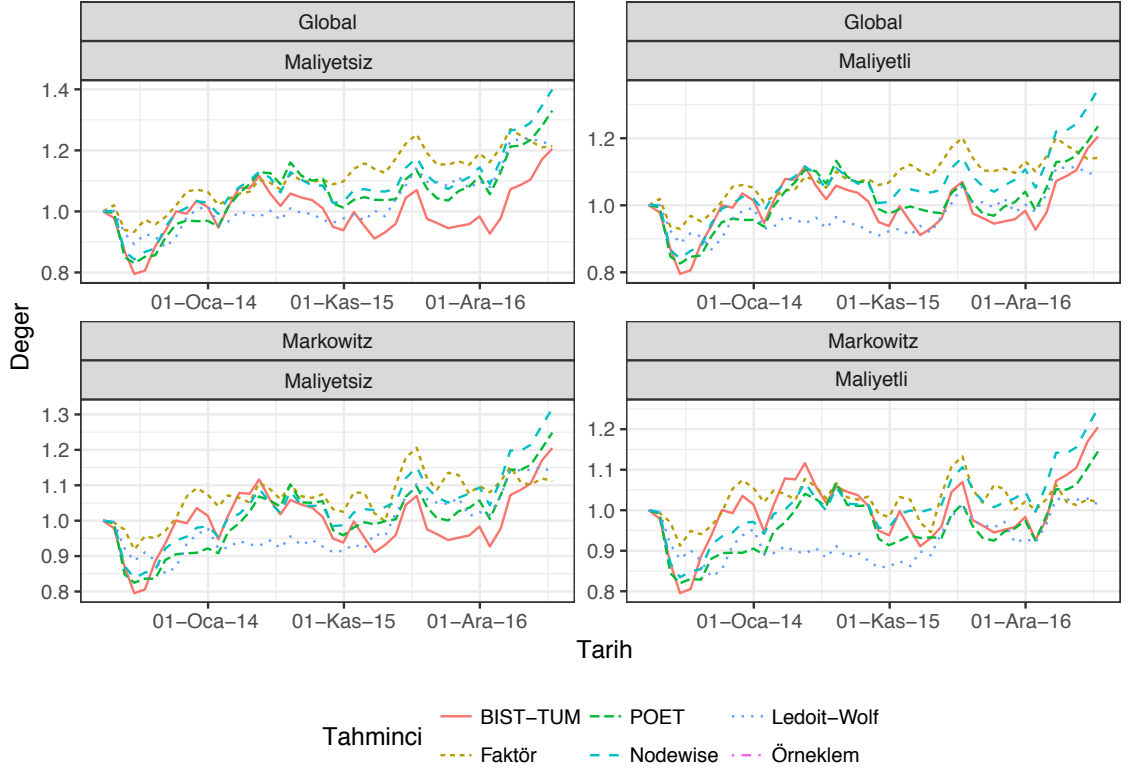 Global
Global
Maliyetsiz
Maliyetli
1.4
1.2
1.0
0.8
1.2
1.0
0.8
01−Oca−14 01−Kas−15 01−Ara−16
01−Oca−14 01−Kas−15 01−Ara−16
Deger
Markowitz
Markowitz
Maliyetsiz
Maliyetli
1.3
1.2
1.1
1.0
0.9
0.8
1.2
1.1
1.0
0.9
0.8
01−Oca−14 01−Kas−15 01−Ara−16
01−Oca−14 01−Kas−15 01−Ara−16
Tarih
Tahminci
BIST−TUM POET Ledoit−Wolf
Faktör Nodewise Örneklem